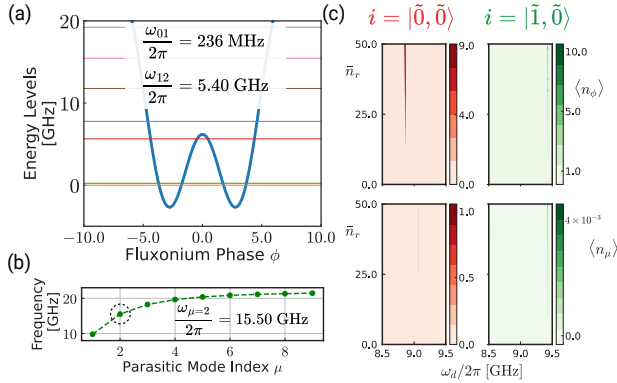 (a)
ω01/2π = 236 MHz
ω12/2π = 5.40 GHz
Energy Levels
[GHz]
20
15
10
5
0
−10.0 −5.0 0.0 5.0 10.0
Fluxonium Phase ϕ
(b)
Frequency
[GHz]
20
10
ωμ=2/2π = 15.50 GHz
0 2 4 6 8
Parasitic Mode Index μ
(c)
i = |0̃, 0̃⟩
i = |1̃, 0̃⟩
n̄r
50.0
25.0
0.0
9.0
4.0
0.0
10.0
5.0
1.0
⟨nϕ⟩
n̄r
50.0
25.0
0.0
1.0
0.5
0.0
4 × 10⁻³
0.0
⟨nμ⟩
8.5 9.0 9.5 8.5 9.0 9.5
ωd/2π [GHz]